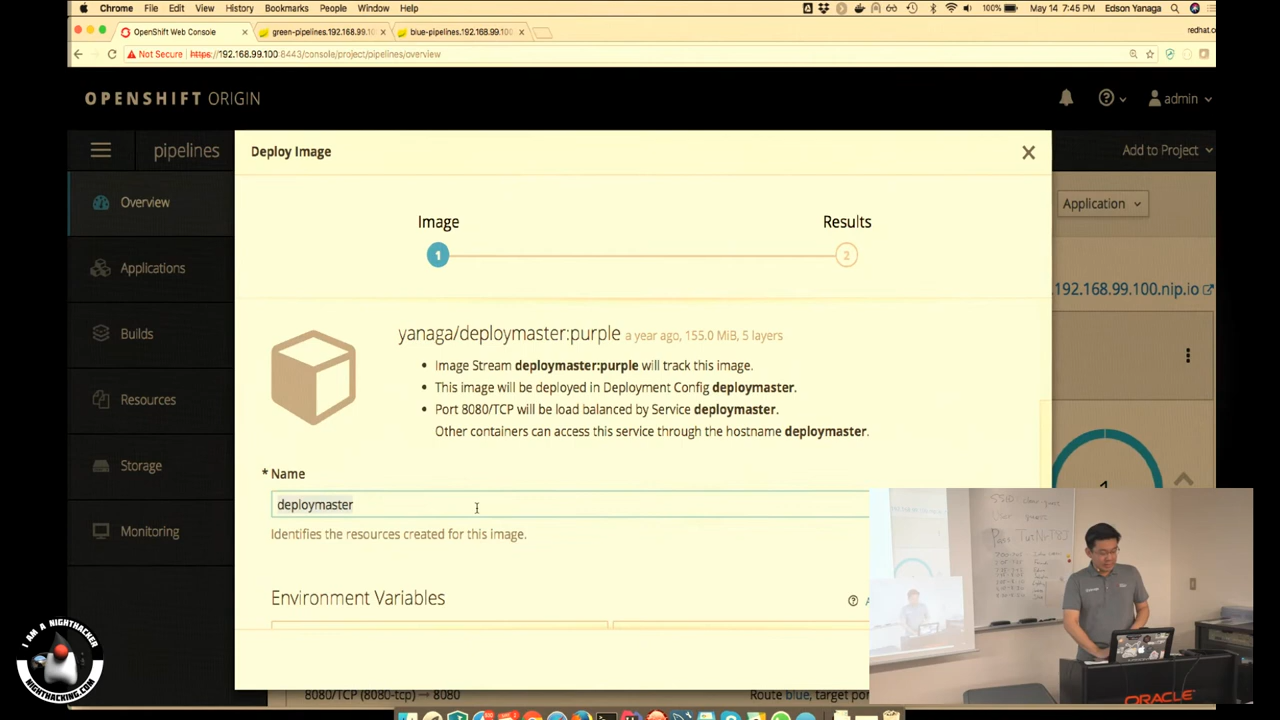 Chrome File Edit View History Bookmarks People Window Help 100% May 14 7:45 PM Edson Yanaga
OpenShift Web Console green-pipelines.192.168.99.10 blue-pipelines.192.168.99.100 redhat.c
Not Secure https://192.168.99.100:8443/console/project/pipelines/overview
OPENSHIFT ORIGIN admin
pipelines Add to Project
Deploy Image
Overview
Applications
Builds
Resources
Storage
Monitoring
Application
.192.168.99.100.nip.io
Image Results
1 2
yanaga/deploymaster:purple a year ago, 155.0 MiB, 5 layers
• Image Stream deploymaster:purple will track this image.
• This image will be deployed in Deployment Config deploymaster.
• Port 8080/TCP will be load balanced by Service deploymaster.
Other containers can access this service through the hostname deploymaster.
* Name
deploymaster
Identifies the resources created for this image.
Environment Variables
8080/TCP (8080-tcp) → 8080 Route blue, target por
I AM A NIGHTHACKER
NIGHTHACKING.COM
ORACLE